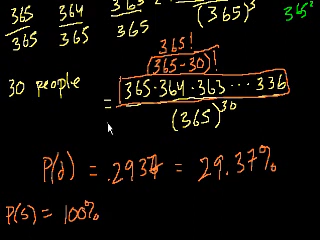 365/365 364/365 363/365 (365)³ 365²
365!
(365-30)!
30 people = 365·364·363···336
(365)³⁰
P(d) = .2937 = 29.37%
P(s) = 100%